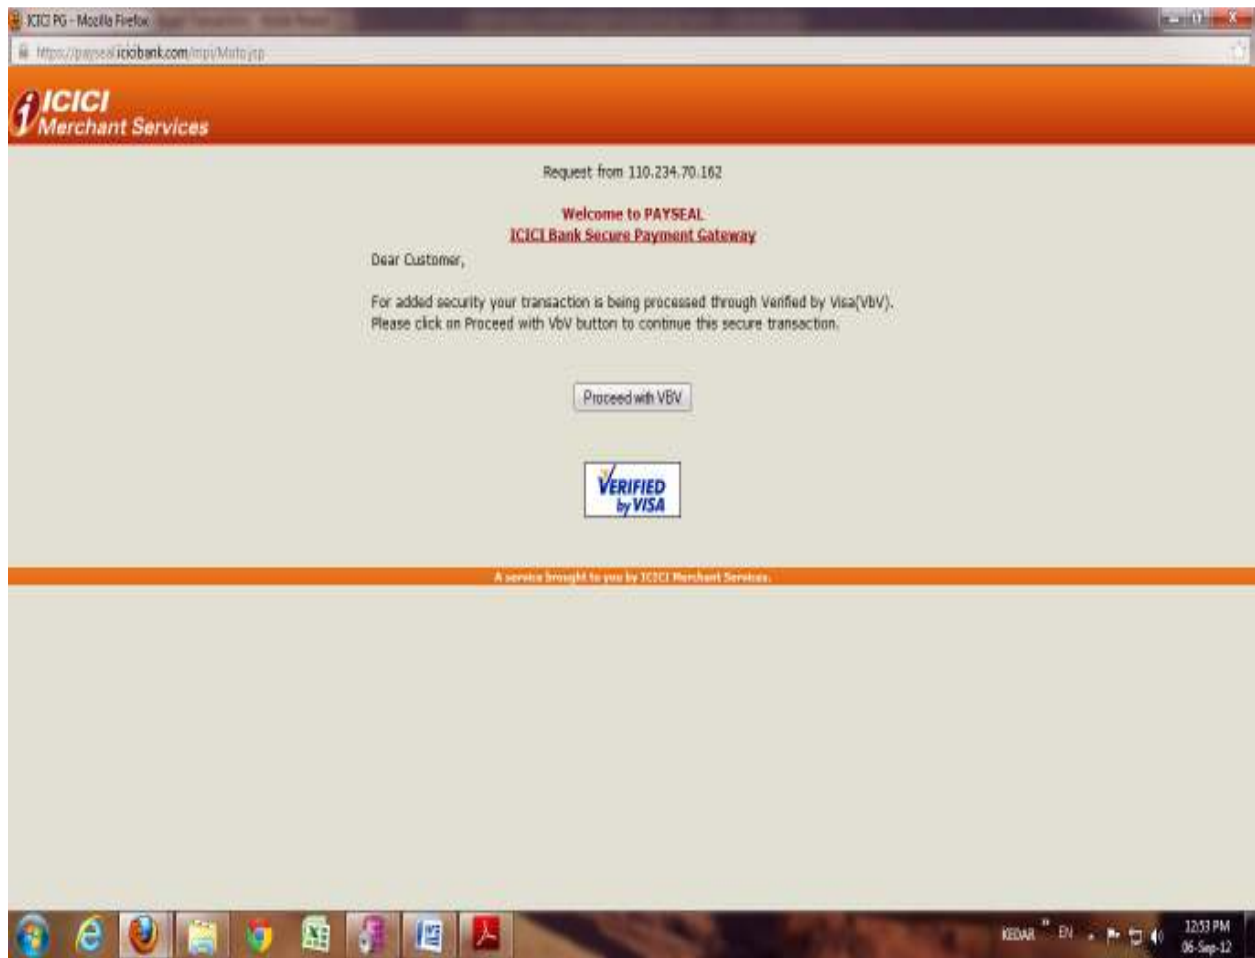 ICICI PG - Mozilla Firefox
https://payseal.icicibank.com/mpi/Moto.jsp
ICICI
Merchant Services
Request from 110.234.70.162
Welcome to PAYSEAL
ICICI Bank Secure Payment Gateway
Dear Customer,
For added security your transaction is being processed through Verified by Visa(VbV).
Please click on Proceed with VbV button to continue this secure transaction.
Proceed with VBV
VERIFIED
by VISA
A service brought to you by ICICI Merchant Services.
KEDAR
EN
12:53 PM
06-Sep-12